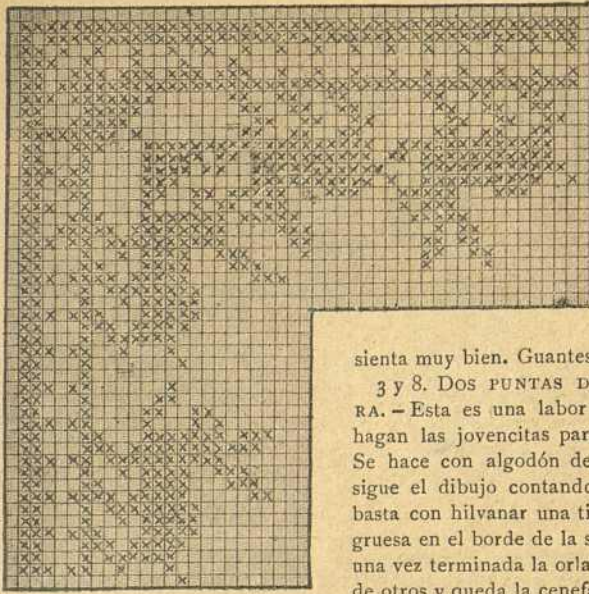 sienta muy bien. Guantes
3 y 8. DOS PUNTAS D
RA. – Esta es una labor
hagan las jovencitas par
Se hace con algodón de
sigue el dibujo contando
basta con hilvanar una ti
gruesa en el borde de la s
una vez terminada la orla
de otros y queda la cenefa